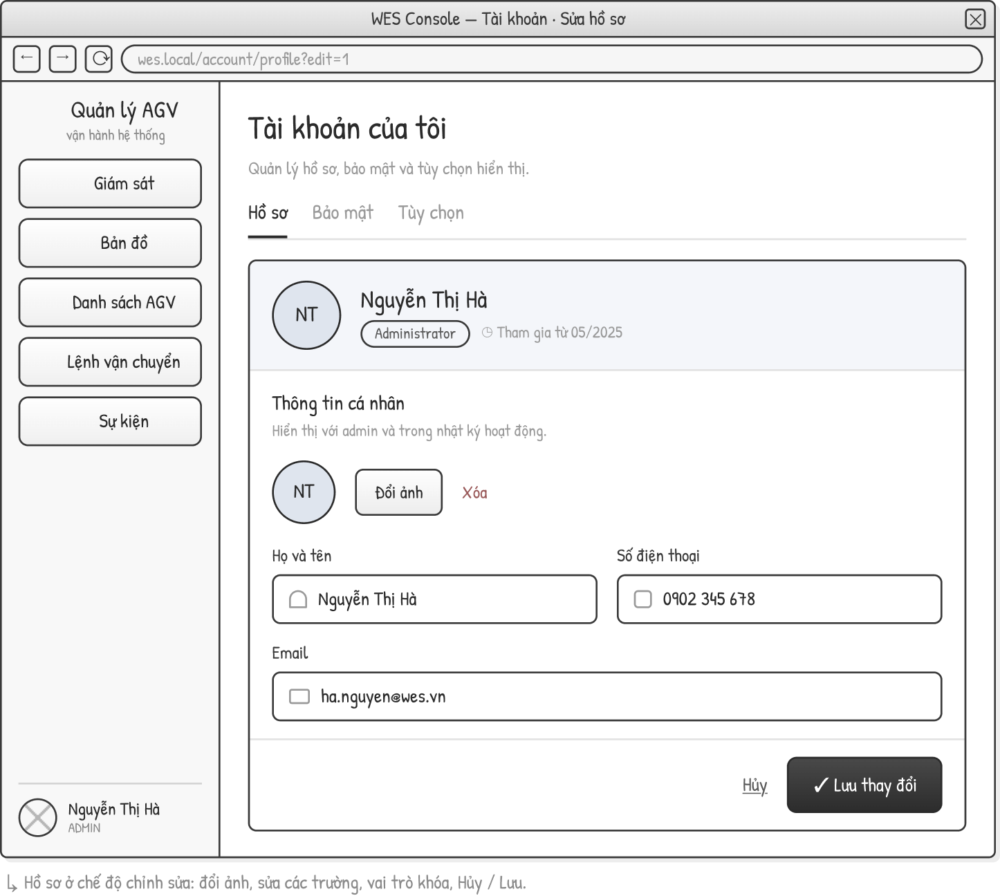 WES Console — Tài khoản · Sửa hồ sơ
wes.local/account/profile?edit=1
Quản lý AGV
vận hành hệ thống
Giám sát
Bản đồ
Danh sách AGV
Lệnh vận chuyển
Sự kiện
Nguyễn Thị Hà
ADMIN
Tài khoản của tôi
Quản lý hồ sơ, bảo mật và tùy chọn hiển thị.
Hồ sơ Bảo mật Tùy chọn
NT
Nguyễn Thị Hà
Administrator
Tham gia từ 05/2025
Thông tin cá nhân
Hiển thị với admin và trong nhật ký hoạt động.
NT
Đổi ảnh
Xóa
Họ và tên
Nguyễn Thị Hà
Số điện thoại
0902 345 678
Email
ha.nguyen@wes.vn
Hủy
✓ Lưu thay đổi
↳ Hồ sơ ở chế độ chỉnh sửa: đổi ảnh, sửa các trường, vai trò khóa, Hủy / Lưu.